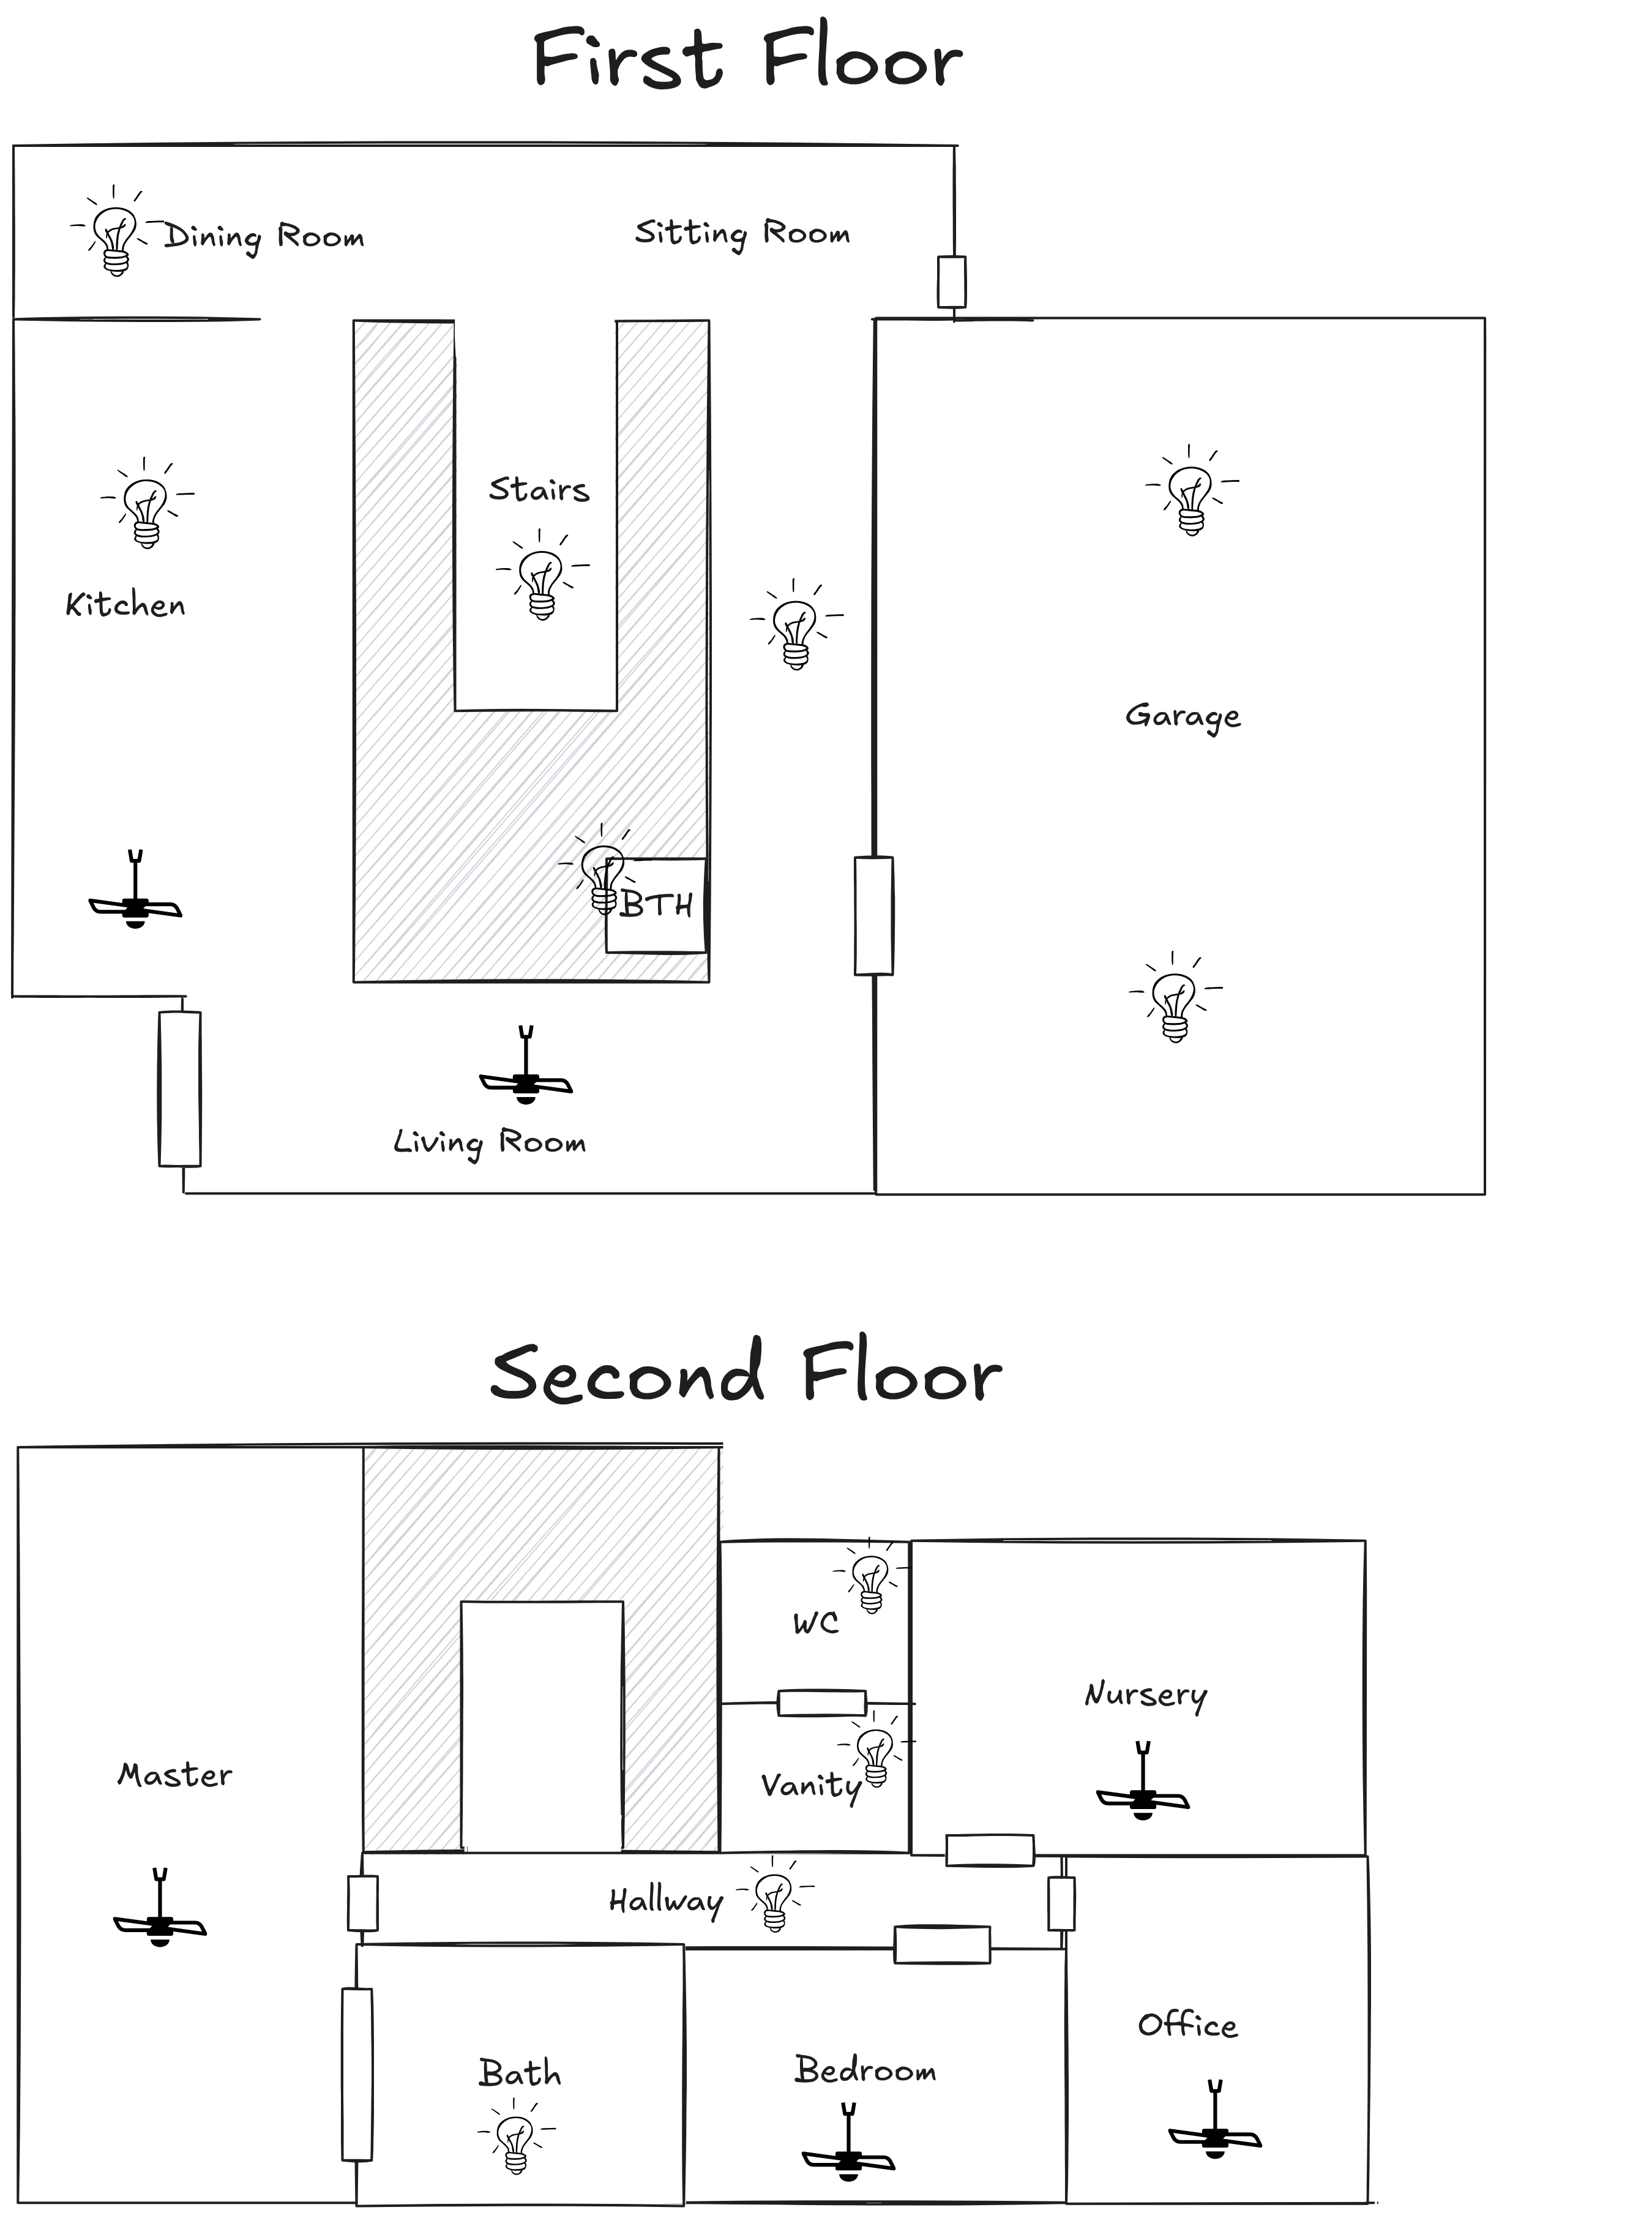 First Floor
Dining Room
Sitting Room
Stairs
Kitchen
Garage
BTH
Living Room
Second Floor
WC
Nursery
Master
Vanity
Hallway
Office
Bath
Bedroom